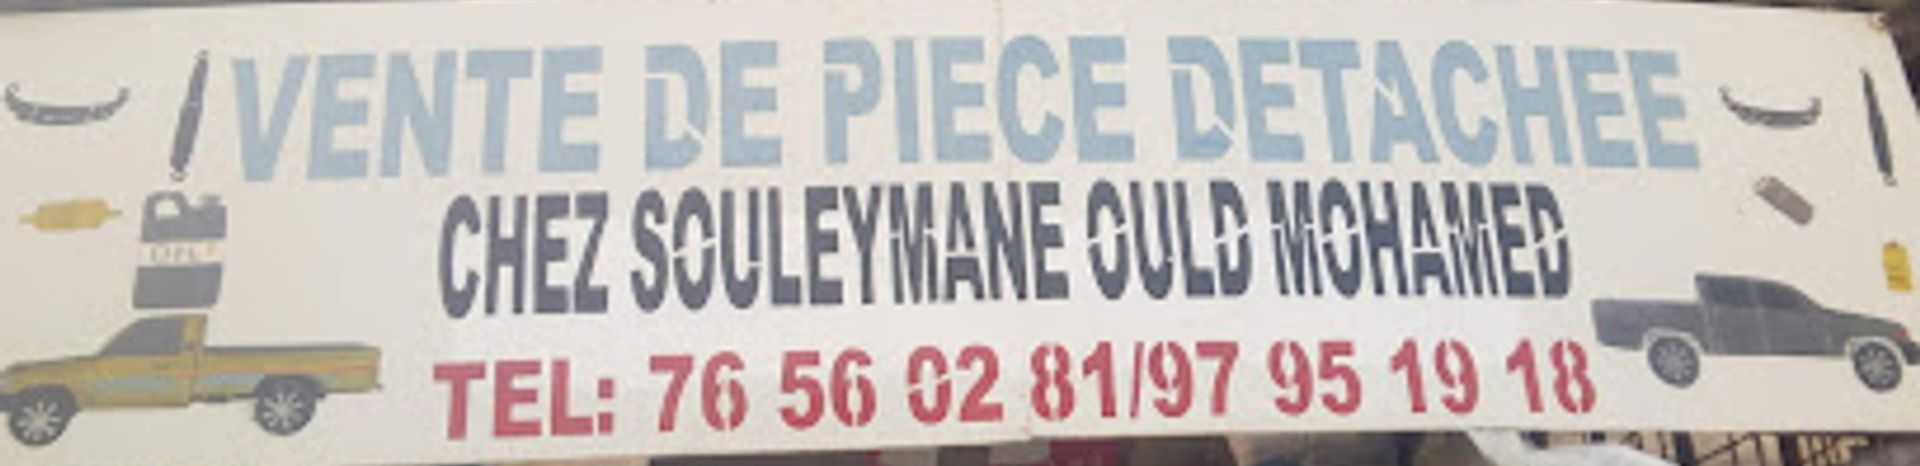 VENTE DE PIECE DETACHEE
CHEZ SOULEYMANE OULD MOHAMED
TEL: 76 56 02 81/97 95 19 18